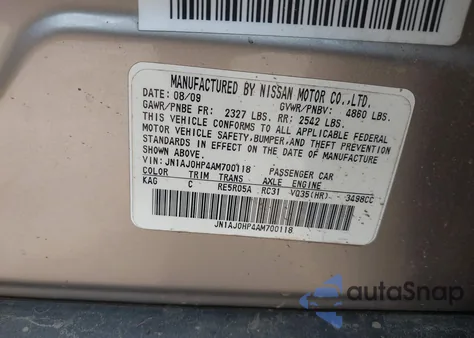 MANUFACTURED BY NISSAN MOTOR CO.,LTD.
DATE: 08/09 GVWR/PNBV: 4860 LBS.
GAWR/PNBE FR: 2327 LBS. RR: 2542 LBS.
THIS VEHICLE CONFORMS TO ALL APPLICABLE FEDERAL
MOTOR VEHICLE SAFETY,BUMPER,AND THEFT PREVENTION
STANDARDS IN EFFECT ON THE DATE OF MANUFACTURE
SHOWN ABOVE.
VIN: JN1AJ0HP4AM700118 PASSENGER CAR
COLOR TRIM TRANS AXLE ENGINE
KAG C RE5R05A RC31 VQ35(HR) 3498CC
JN1AJ0HP4AM700118
autoSnap